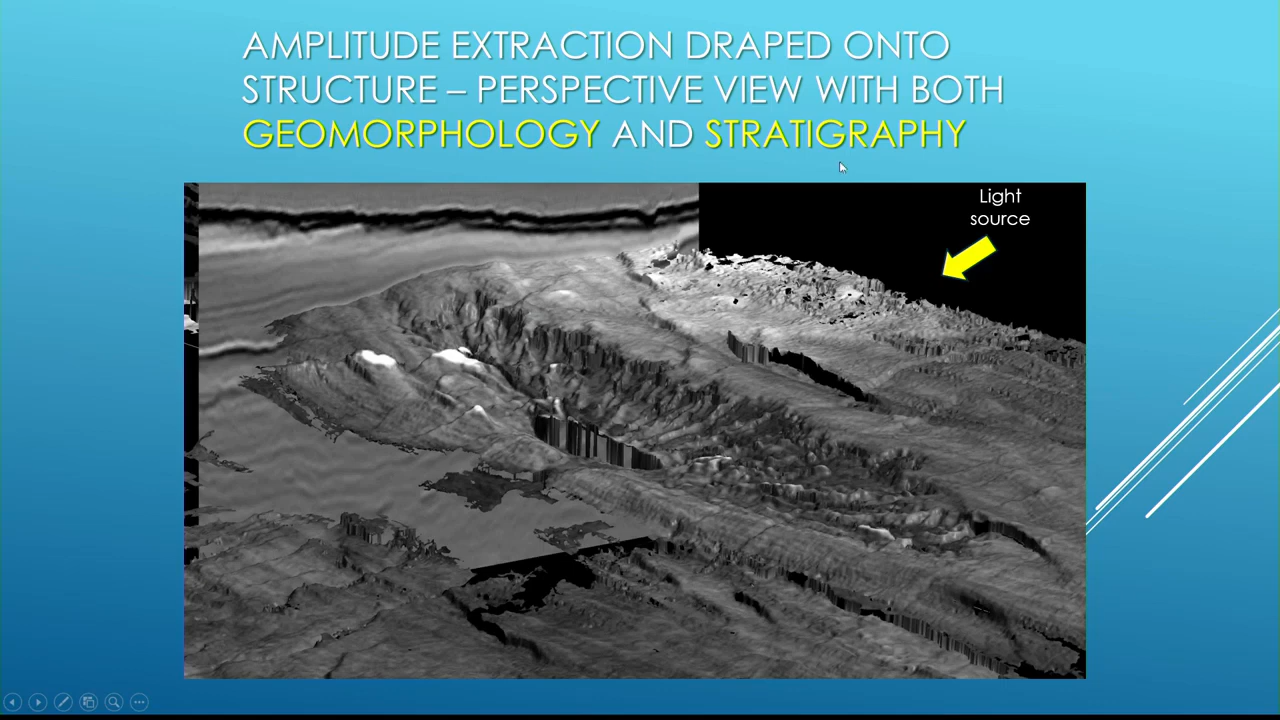 AMPLITUDE EXTRACTION DRAPED ONTO
STRUCTURE – PERSPECTIVE VIEW WITH BOTH
GEOMORPHOLOGY AND STRATIGRAPHY
Light
source